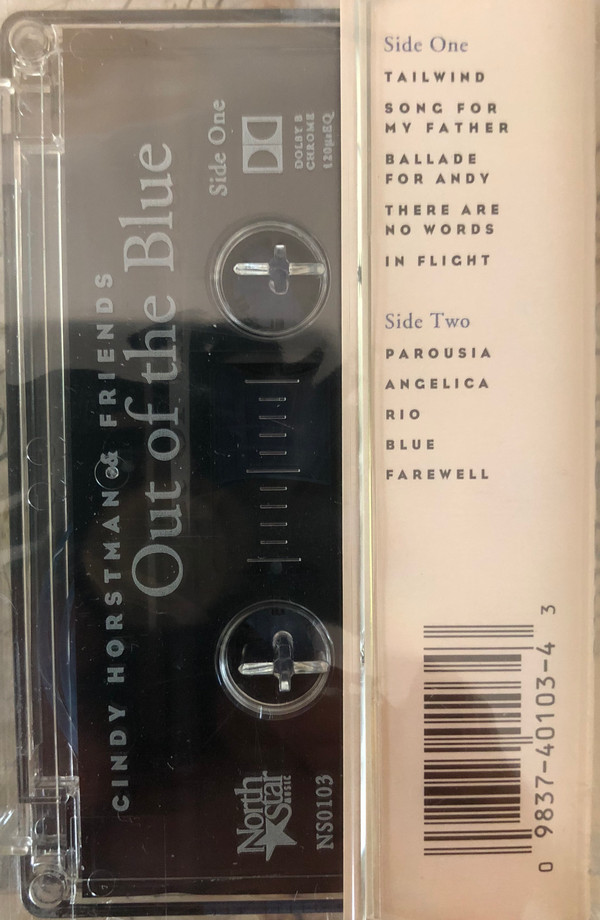 CINDY HORSTMAN & FRIENDS
Out of the Blue
Side One
DOLBY B
CHROME
120µsEQ
North
Star
MUSIC
NS0103
Side One
TAILWIND
SONG FOR
MY FATHER
BALLADE
FOR ANDY
THERE ARE
NO WORDS
IN FLIGHT
Side Two
PAROUSIA
ANGELICA
RIO
BLUE
FAREWELL
0 9837-40103-4 3